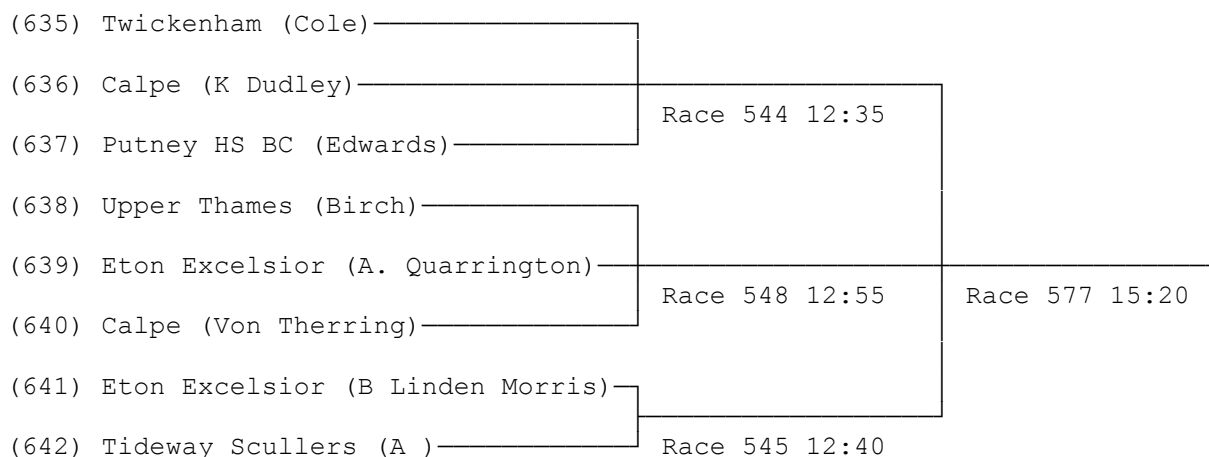 (635) Twickenham (Cole)
(636) Calpe (K Dudley)
Race 544 12:35
(637) Putney HS BC (Edwards)
(638) Upper Thames (Birch)
(639) Eton Excelsior (A. Quarrington)
Race 548 12:55 Race 577 15:20
(640) Calpe (Von Therring)
(641) Eton Excelsior (B Linden Morris)
(642) Tideway Scullers (A ) Race 545 12:40